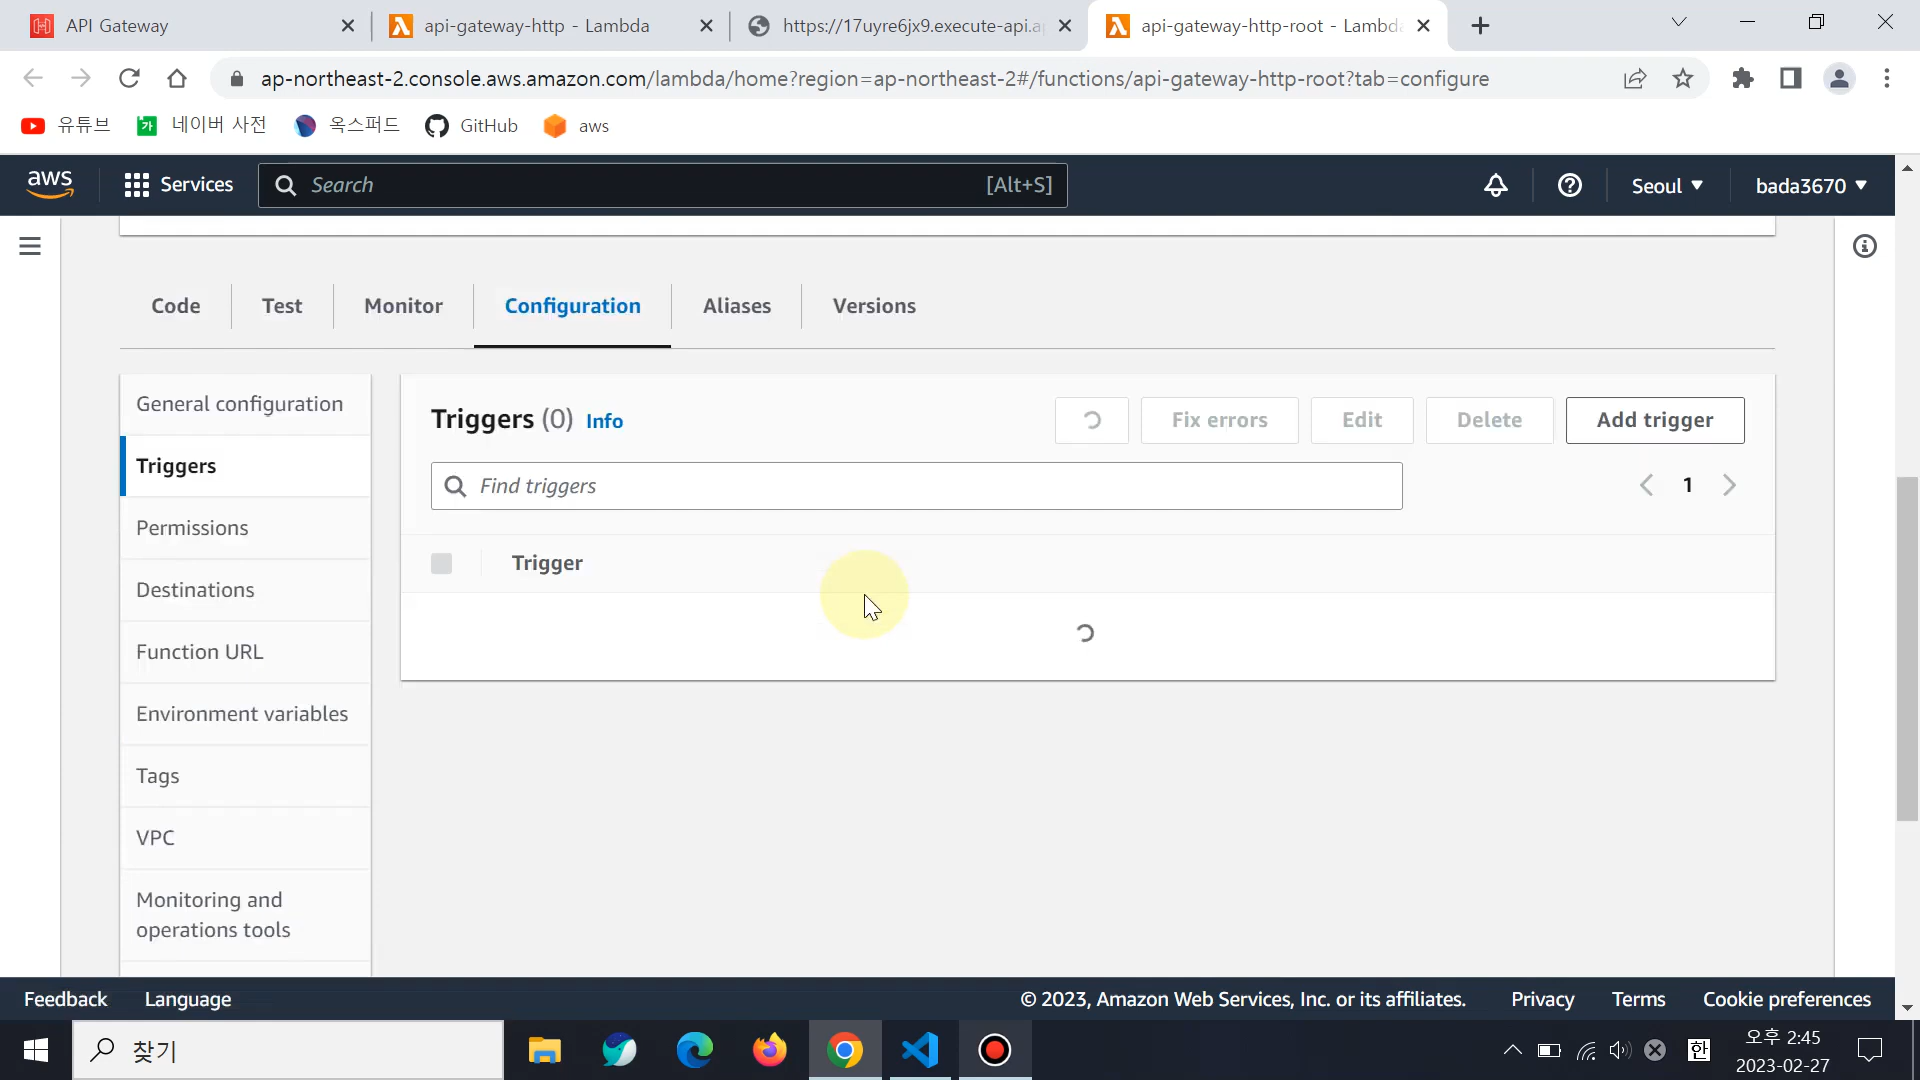 API Gateway
api-gateway-http - Lambda
https://17uyre6jx9.execute-api.a
api-gateway-http-root - Lambd
ap-northeast-2.console.aws.amazon.com/lambda/home?region=ap-northeast-2#/functions/api-gateway-http-root?tab=configure
유튜브
가
네이버 사전
옥스퍼드
GitHub
aws
aws
Services
Search
[Alt+S]
Seoul
bada3670
Code
Test
Monitor
Configuration
Aliases
Versions
General configuration
Triggers
Permissions
Destinations
Function URL
Environment variables
Tags
VPC
Monitoring and
operations tools
Triggers (0) Info
Fix errors
Edit
Delete
Add trigger
Find triggers
1
Trigger
Feedback
Language
© 2023, Amazon Web Services, Inc. or its affiliates.
Privacy
Terms
Cookie preferences
찾기
한
오후 2:45
2023-02-27